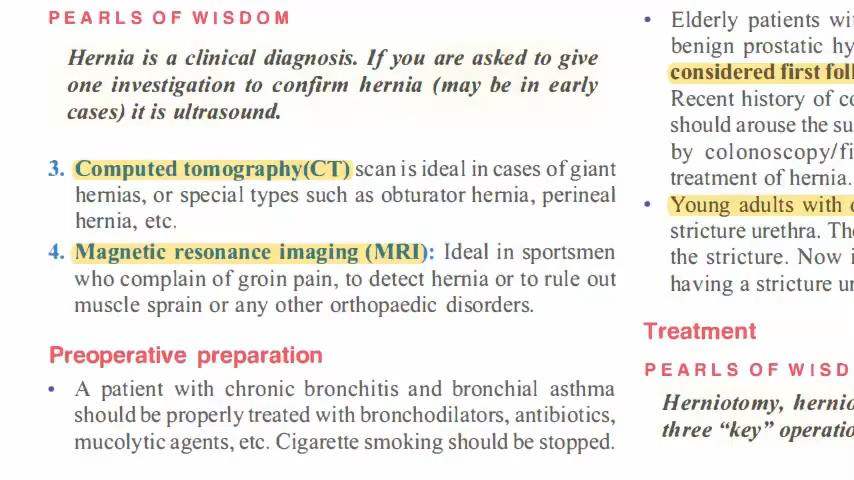 PEARLS OF WISDOM
Hernia is a clinical diagnosis. If you are asked to give
one investigation to confirm hernia (may be in early
cases) it is ultrasound.
3. Computed tomography(CT) scan is ideal in cases of giant
hernias, or special types such as obturator hernia, perineal
hernia, etc.
4. Magnetic resonance imaging (MRI): Ideal in sportsmen
who complain of groin pain, to detect hernia or to rule out
muscle sprain or any other orthopaedic disorders.
Preoperative preparation
• A patient with chronic bronchitis and bronchial asthma
should be properly treated with bronchodilators, antibiotics,
mucolytic agents, etc. Cigarette smoking should be stopped.
• Elderly patients
benign prostatic
considered first
Recent history of
should arouse the
by
treatment of hernia.
• Young adults with
stricture urethra.
the stricture. Now
having a stricture
Treatment
PEARLS OF
Herniotomy,
three “key”